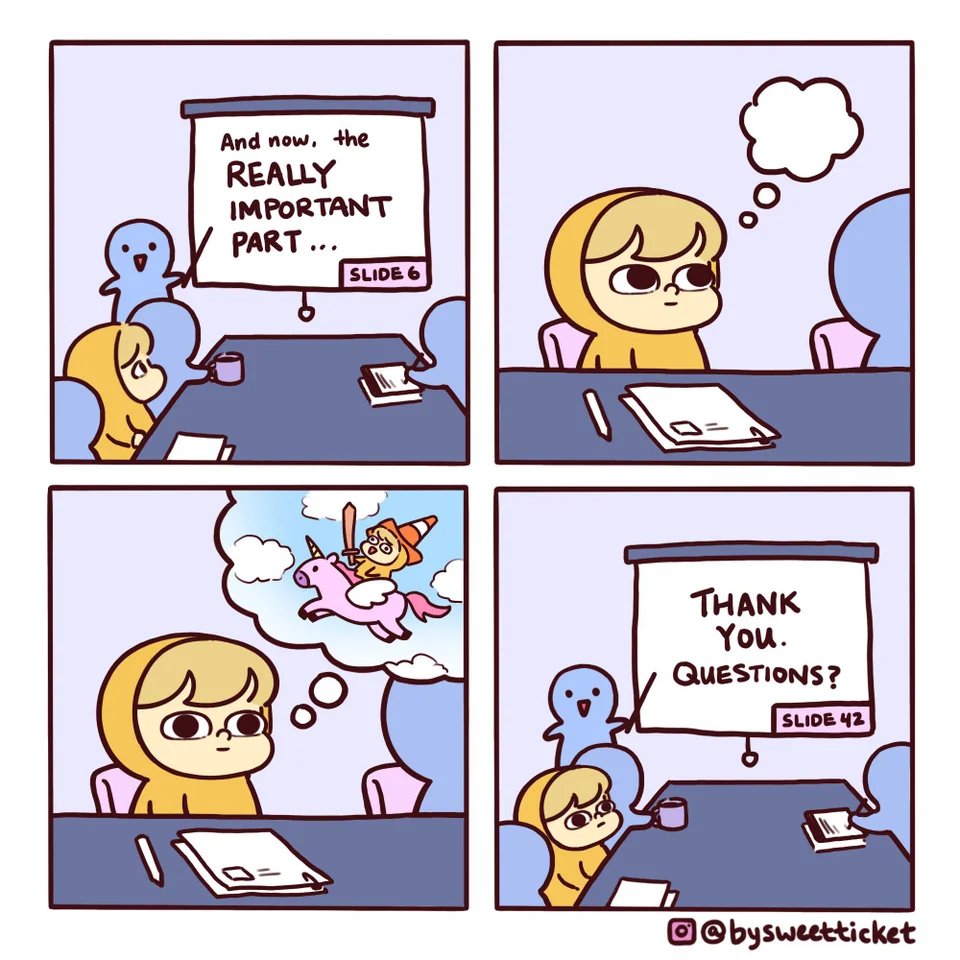 And now, the
REALLY
IMPORTANT
PART...
SLIDE 6
THANK
YOU.
QUESTIONS?
SLIDE 42
@bysweetticket